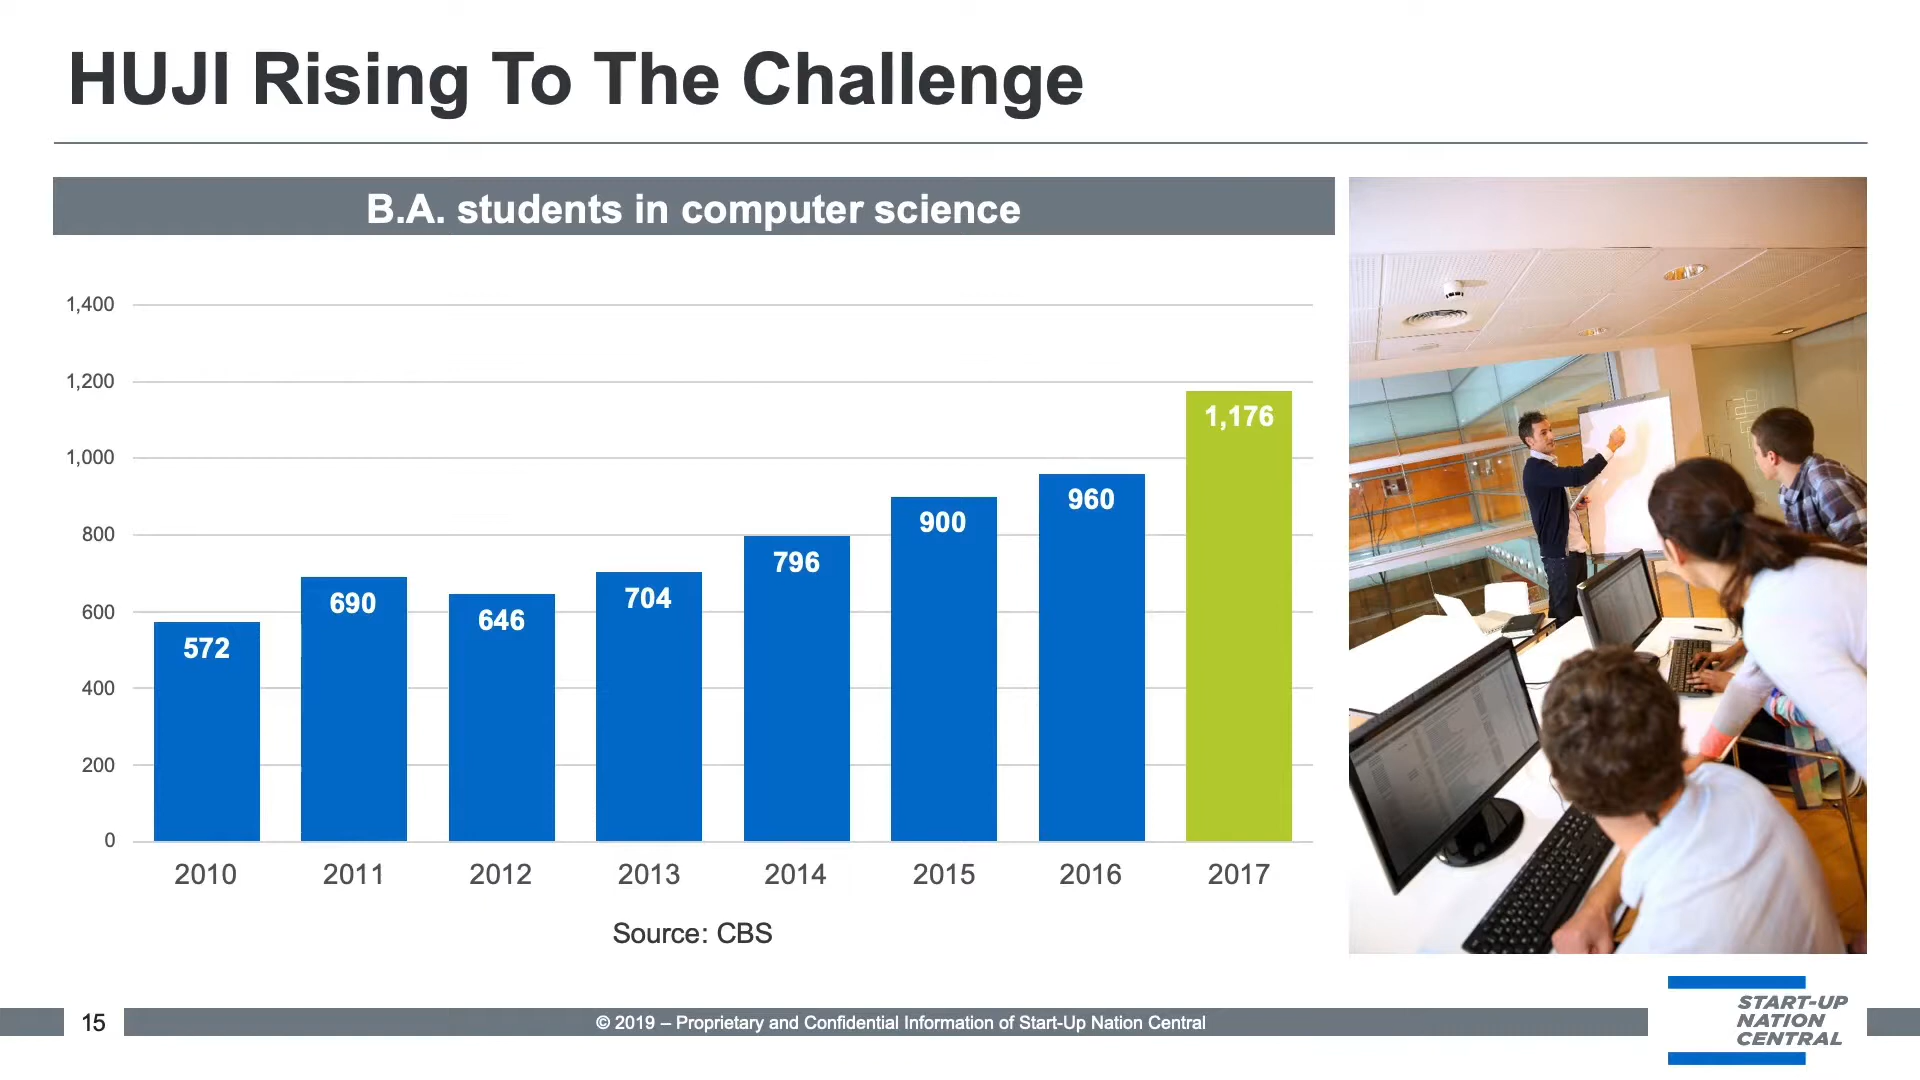 HUJI Rising To The Challenge
B.A. students in computer science
1,400
1,200
1,000
800
600
400
200
0
572
690
646
704
796
900
960
1,176
2010 2011 2012 2013 2014 2015 2016 2017
Source: CBS
15
© 2019 – Proprietary and Confidential Information of Start-Up Nation Central
START-UP
NATION
CENTRAL